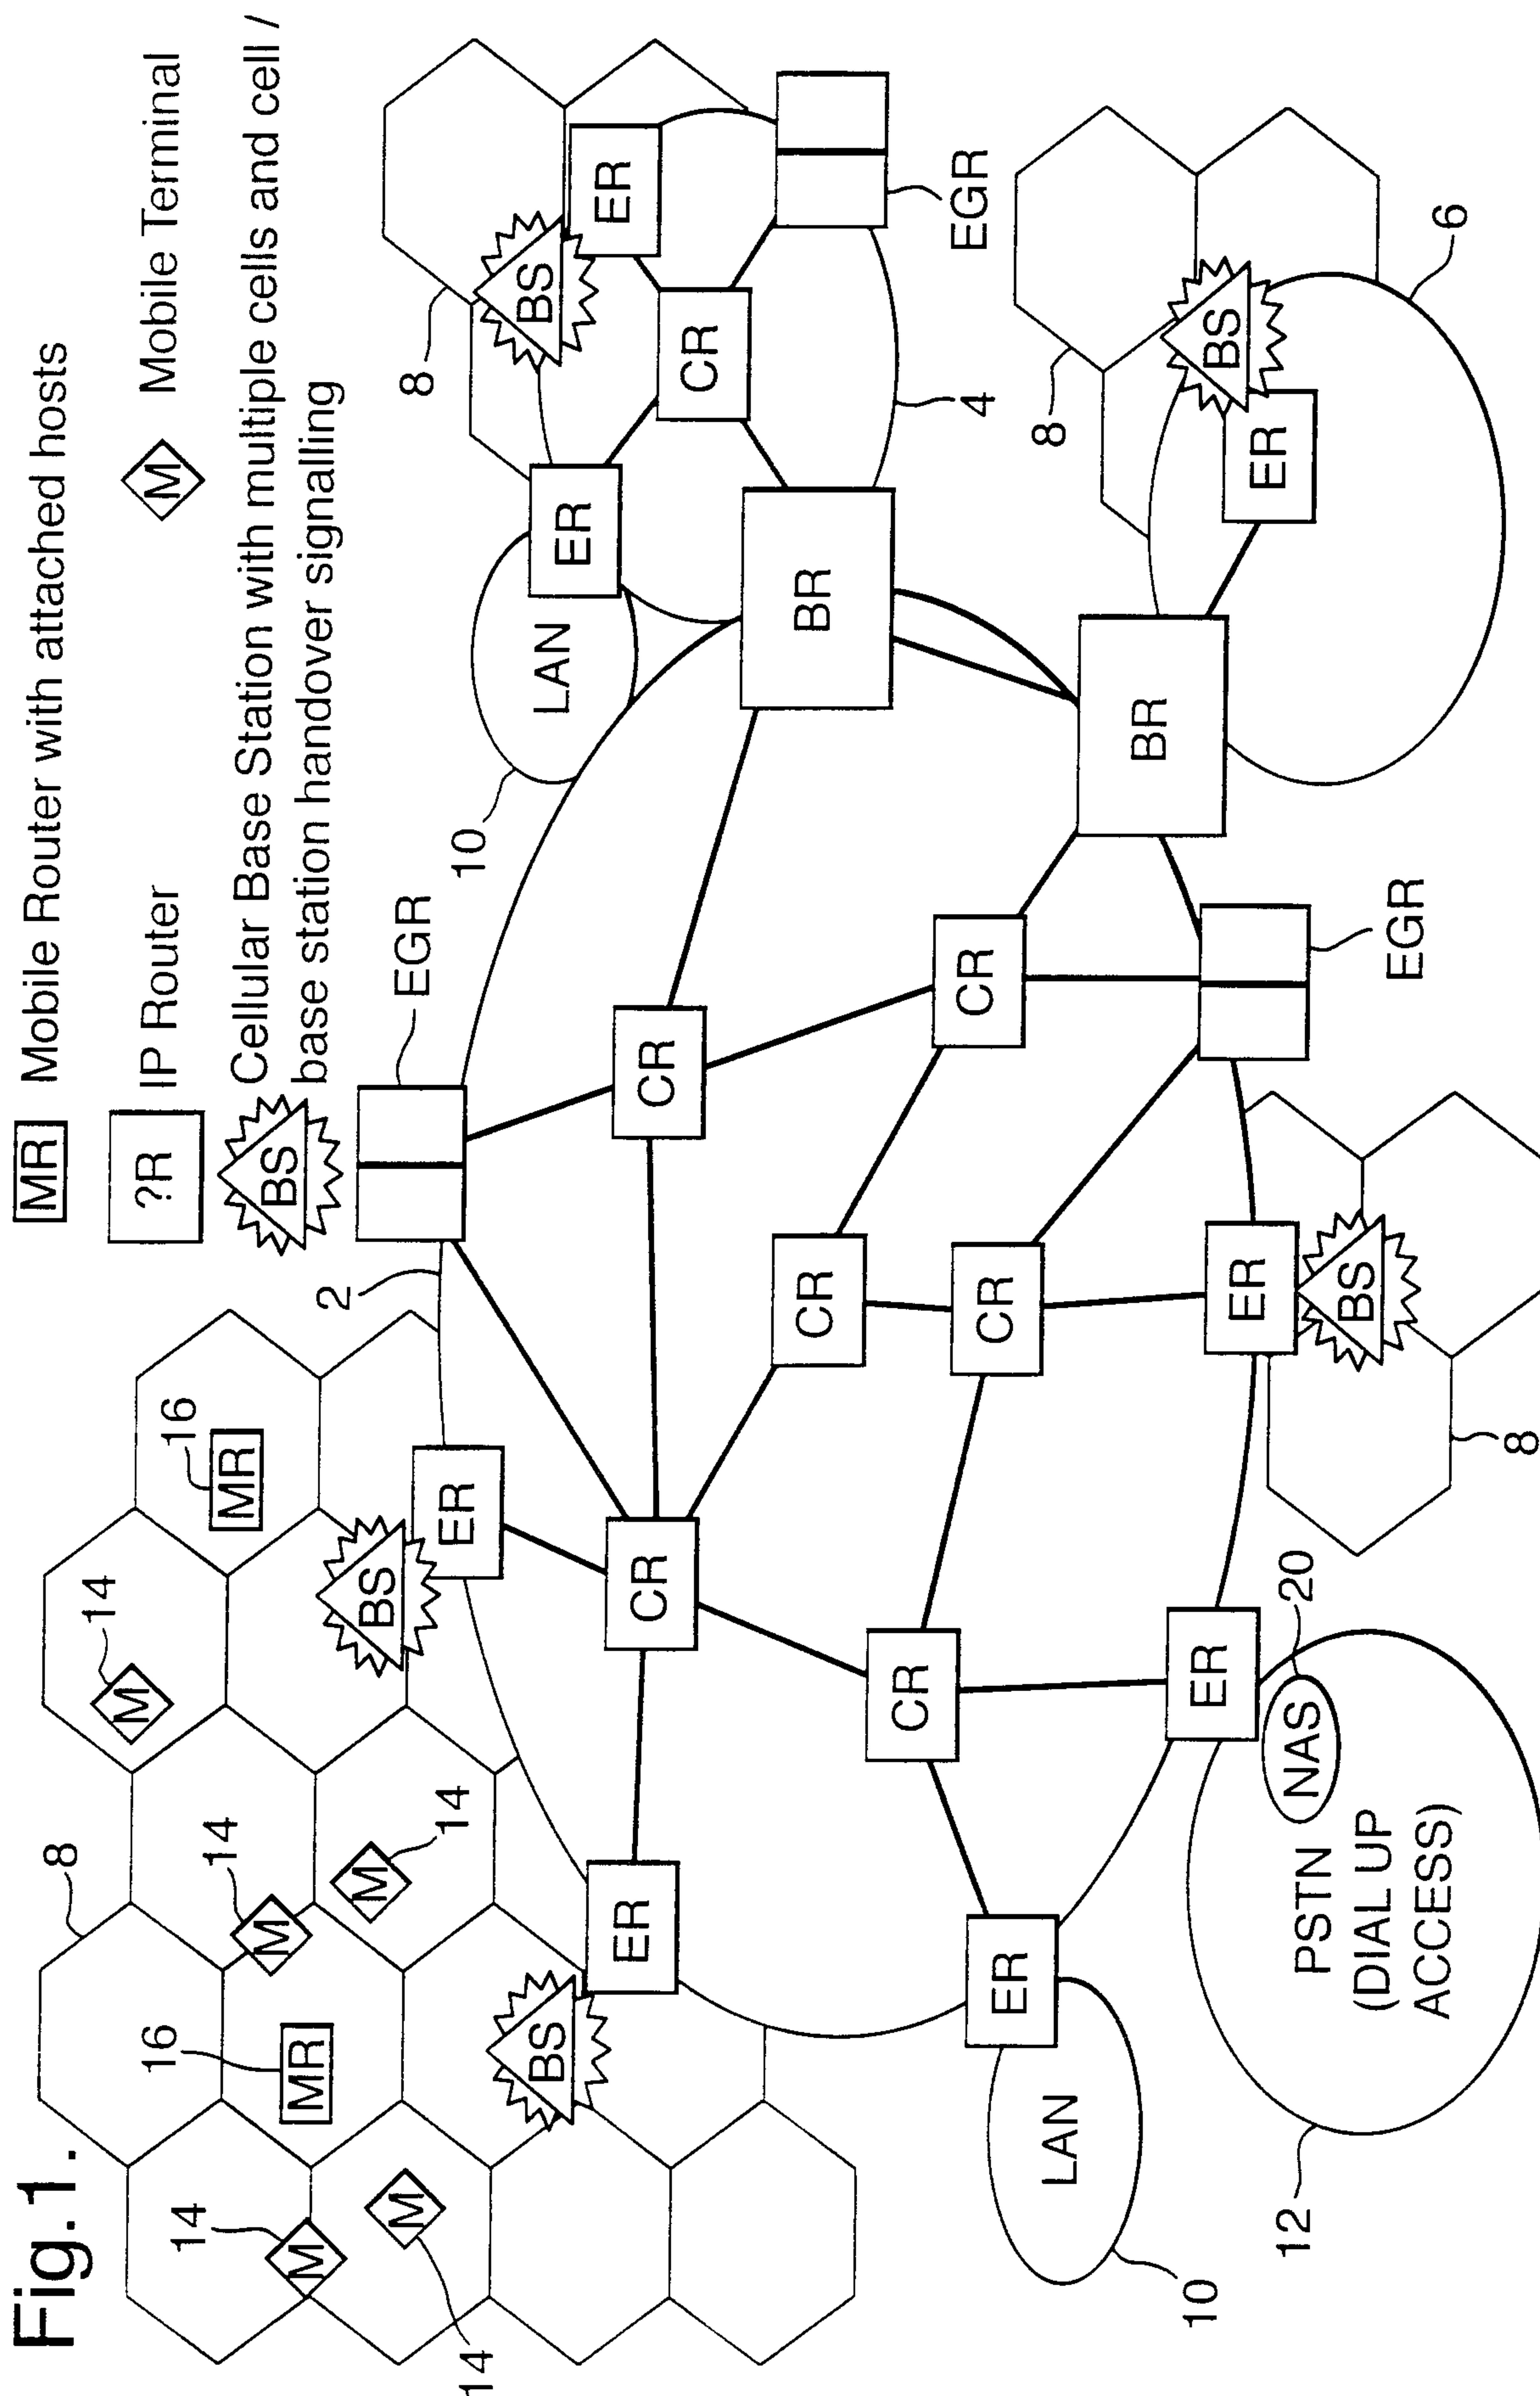 Fig.1.
MR Mobile Router with attached hosts
?R IP Router
M Mobile Terminal
BS Cellular Base Station with multiple cells and cell /
base station handover signalling
8
14
16
14
14
14
14
16
M
M
M
M
M
MR
MR
BS
BS
2
EGR
10
LAN
8
BS
ER
ER
ER
ER
CR
CR
CR
BR
4
EGR
CR
CR
CR
CR
8
BS
ER
6
BR
EGR
ER
LAN
10
ER
20
NAS
PSTN
(DIAL UP
ACCESS)
12
ER
BS
8